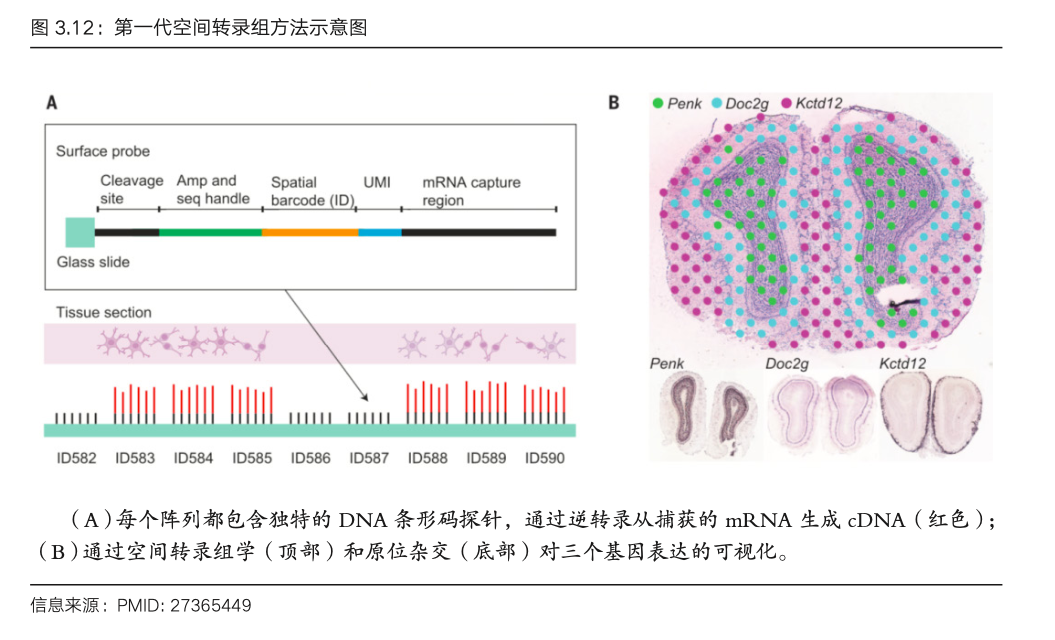 图 3.12：第一代空间转录组方法示意图
A
Surface probe
Cleavage
site
Amp and
seq handle
Spatial
barcode (ID)
UMI
mRNA capture
region
Glass slide
Tissue section
ID582 ID583 ID584 ID585 ID586 ID587 ID588 ID589 ID590
B
Penk Doc2g Kctd12
Penk Doc2g Kctd12
（A）每个阵列都包含独特的 DNA 条形码探针，通过逆转录从捕获的 mRNA 生成 cDNA（红色）；
（B）通过空间转录组学（顶部）和原位杂交（底部）对三个基因表达的可视化。
信息来源：PMID: 27365449